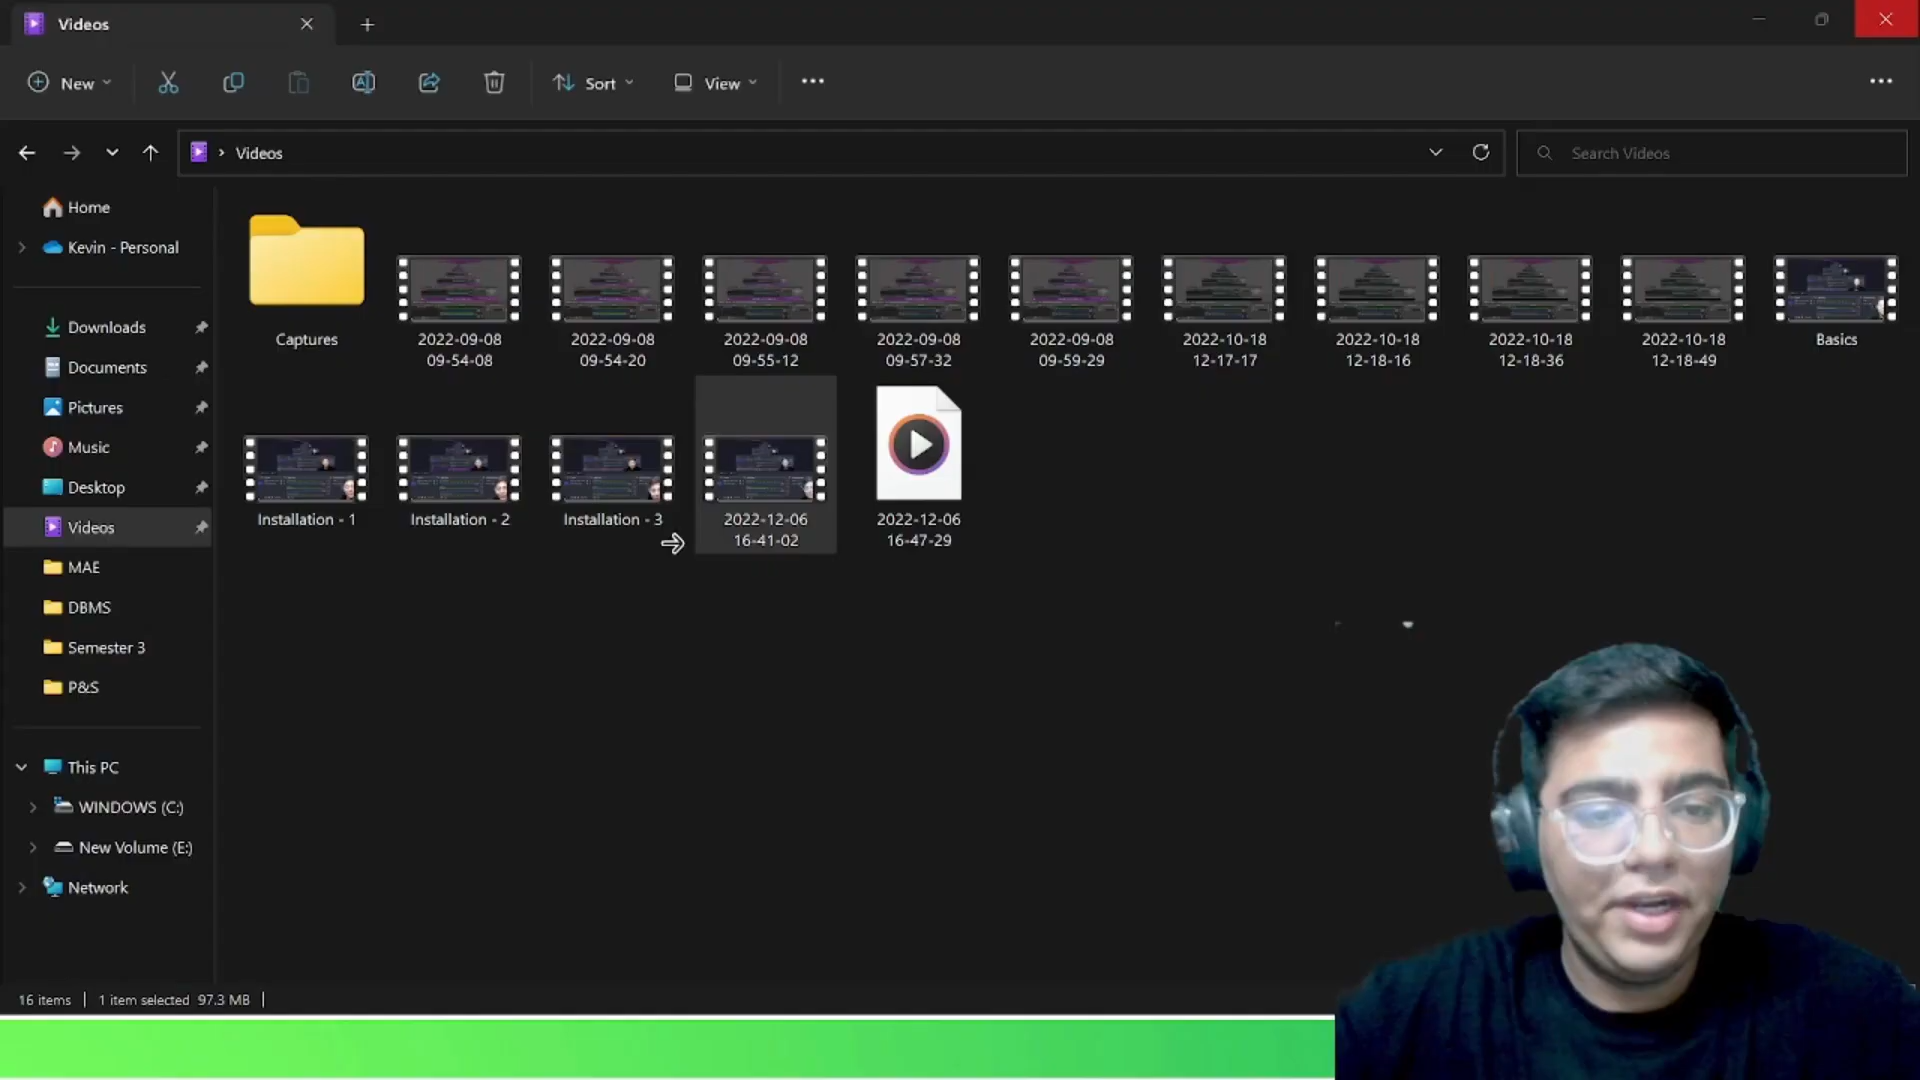 Videos
New
Sort
View
Videos
Search Videos
Home
Kevin - Personal
Downloads
Documents
Pictures
Music
Desktop
Videos
MAE
DBMS
Semester 3
P&S
This PC
WINDOWS (C:)
New Volume (E:)
Network
Captures
2022-09-08
09-54-08
2022-09-08
09-54-20
2022-09-08
09-55-12
2022-09-08
09-57-32
2022-09-08
09-59-29
2022-10-18
12-17-17
2022-10-18
12-18-16
2022-10-18
12-18-36
2022-10-18
12-18-49
Basics
Installation - 1
Installation - 2
Installation - 3
2022-12-06
16-41-02
2022-12-06
16-47-29
16 items
1 item selected 97.3 MB